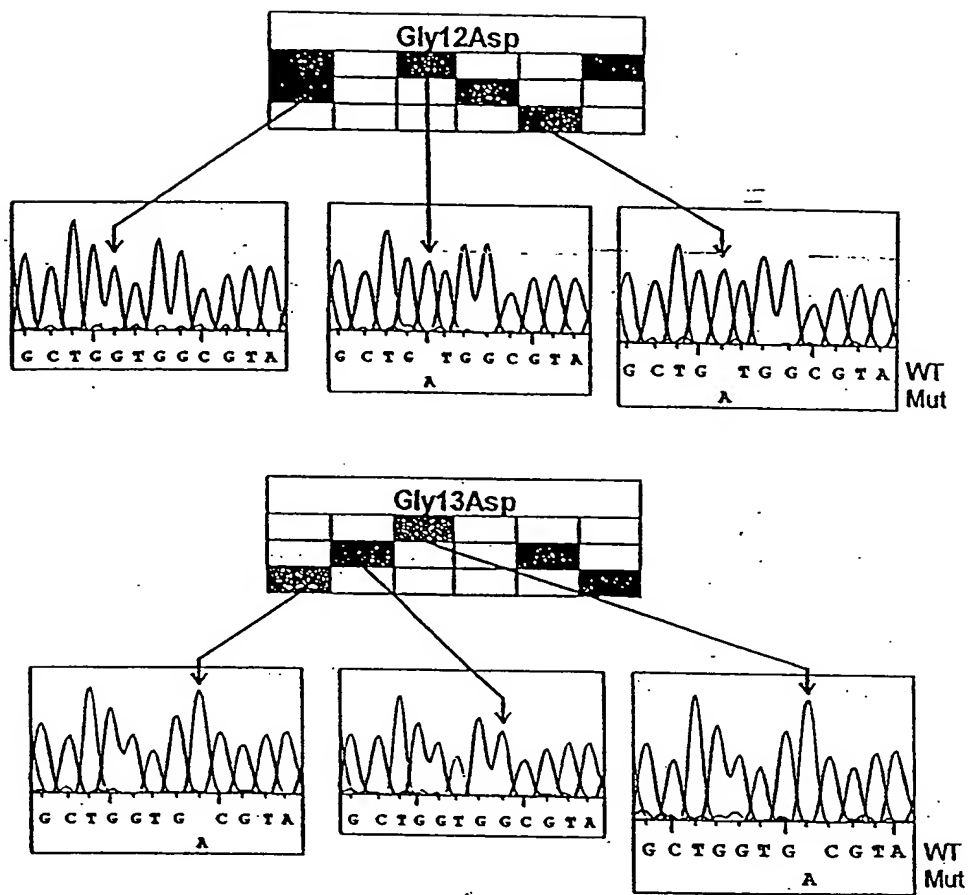 Gly12Asp
G C T G G T G G C G T A
G C T G T G G C G T A
A
G C T G T G G C G T A WT
A Mut
Gly13Asp
G C T G G T G C G T A
A
G C T G G T G G C G T A
G C T G G T G C G T A WT
A Mut